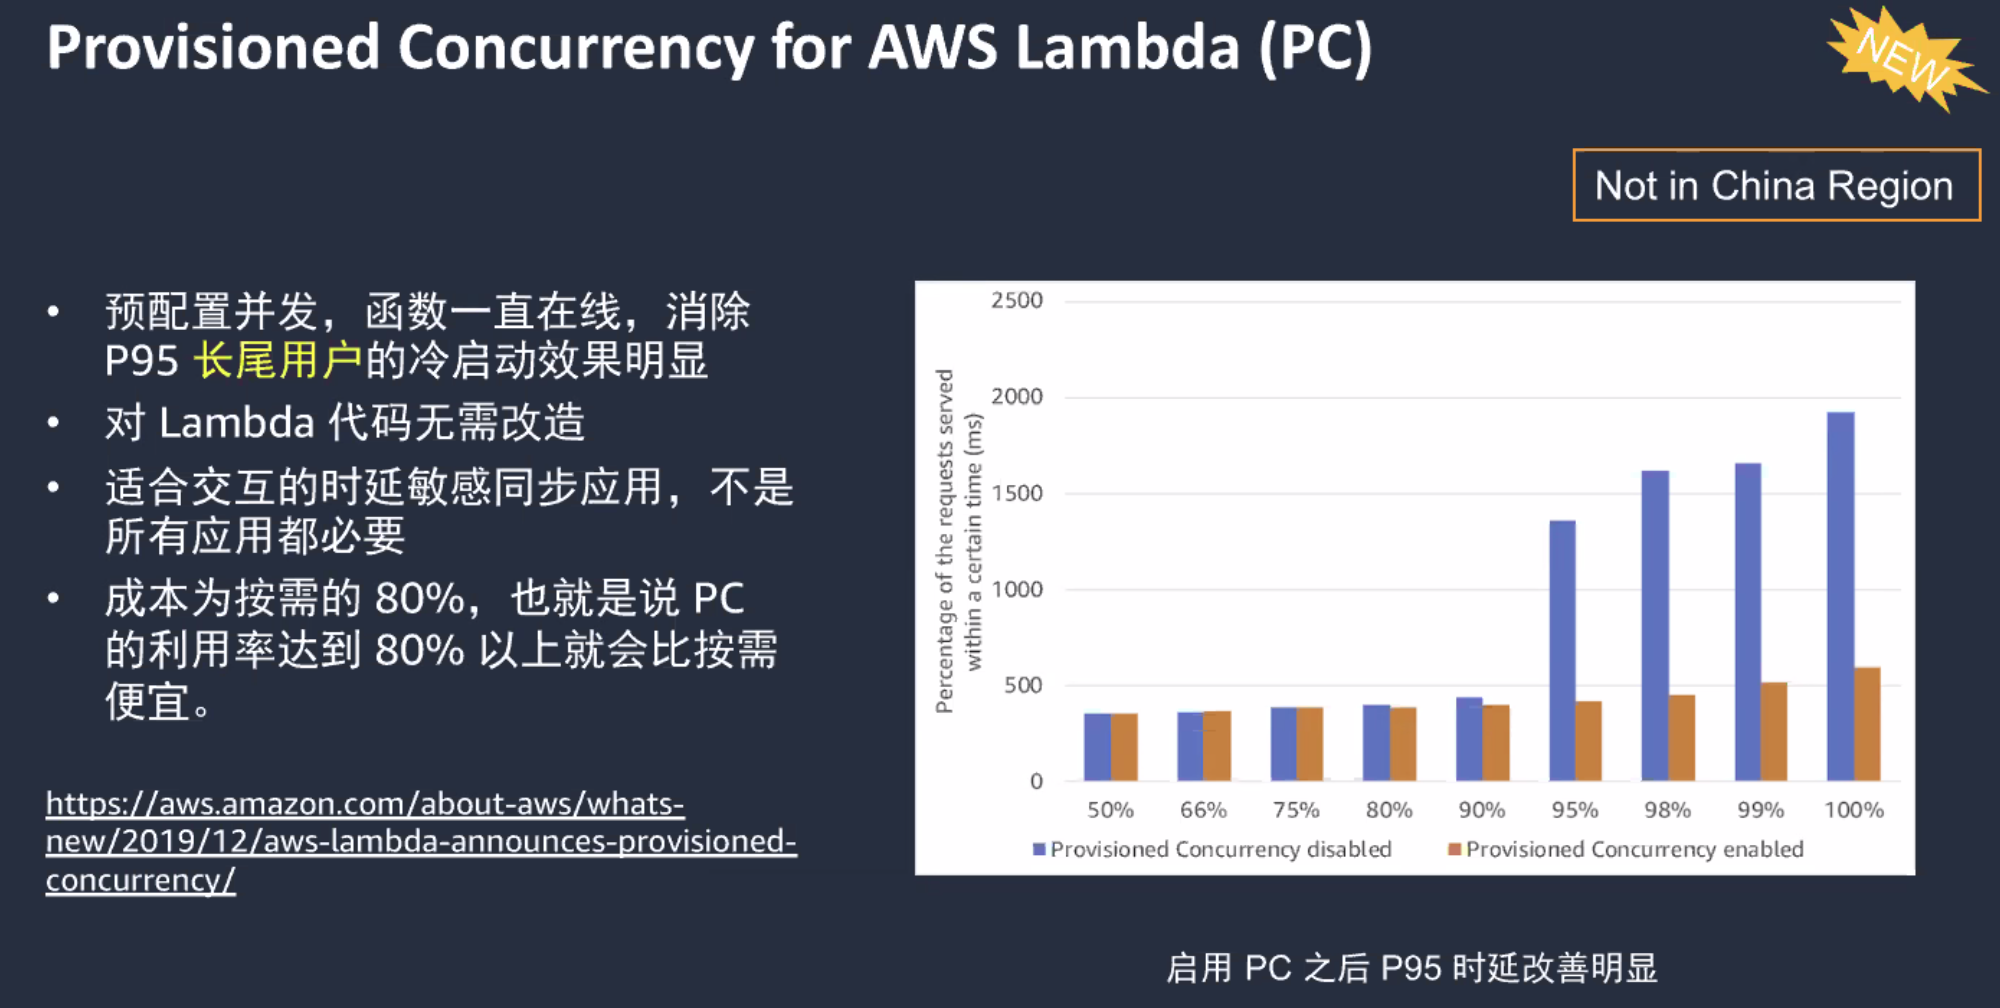 Provisioned Concurrency for AWS Lambda (PC)
NEW
Not in China Region
• 预配置并发，函数一直在线，消除
P95 长尾用户的冷启动效果明显
• 对 Lambda 代码无需改造
• 适合交互的时延敏感同步应用，不是
所有应用都必要
• 成本为按需的 80%，也就是说 PC
的利用率达到 80% 以上就会比按需
便宜。
https://aws.amazon.com/about-aws/whats-
new/2019/12/aws-lambda-announces-provisioned-
concurrency/
Percentage of the requests served
within a certain time (ms)
2500
2000
1500
1000
500
0
50% 66% 75% 80% 90% 95% 98% 99% 100%
Provisioned Concurrency disabled Provisioned Concurrency enabled
启用 PC 之后 P95 时延改善明显